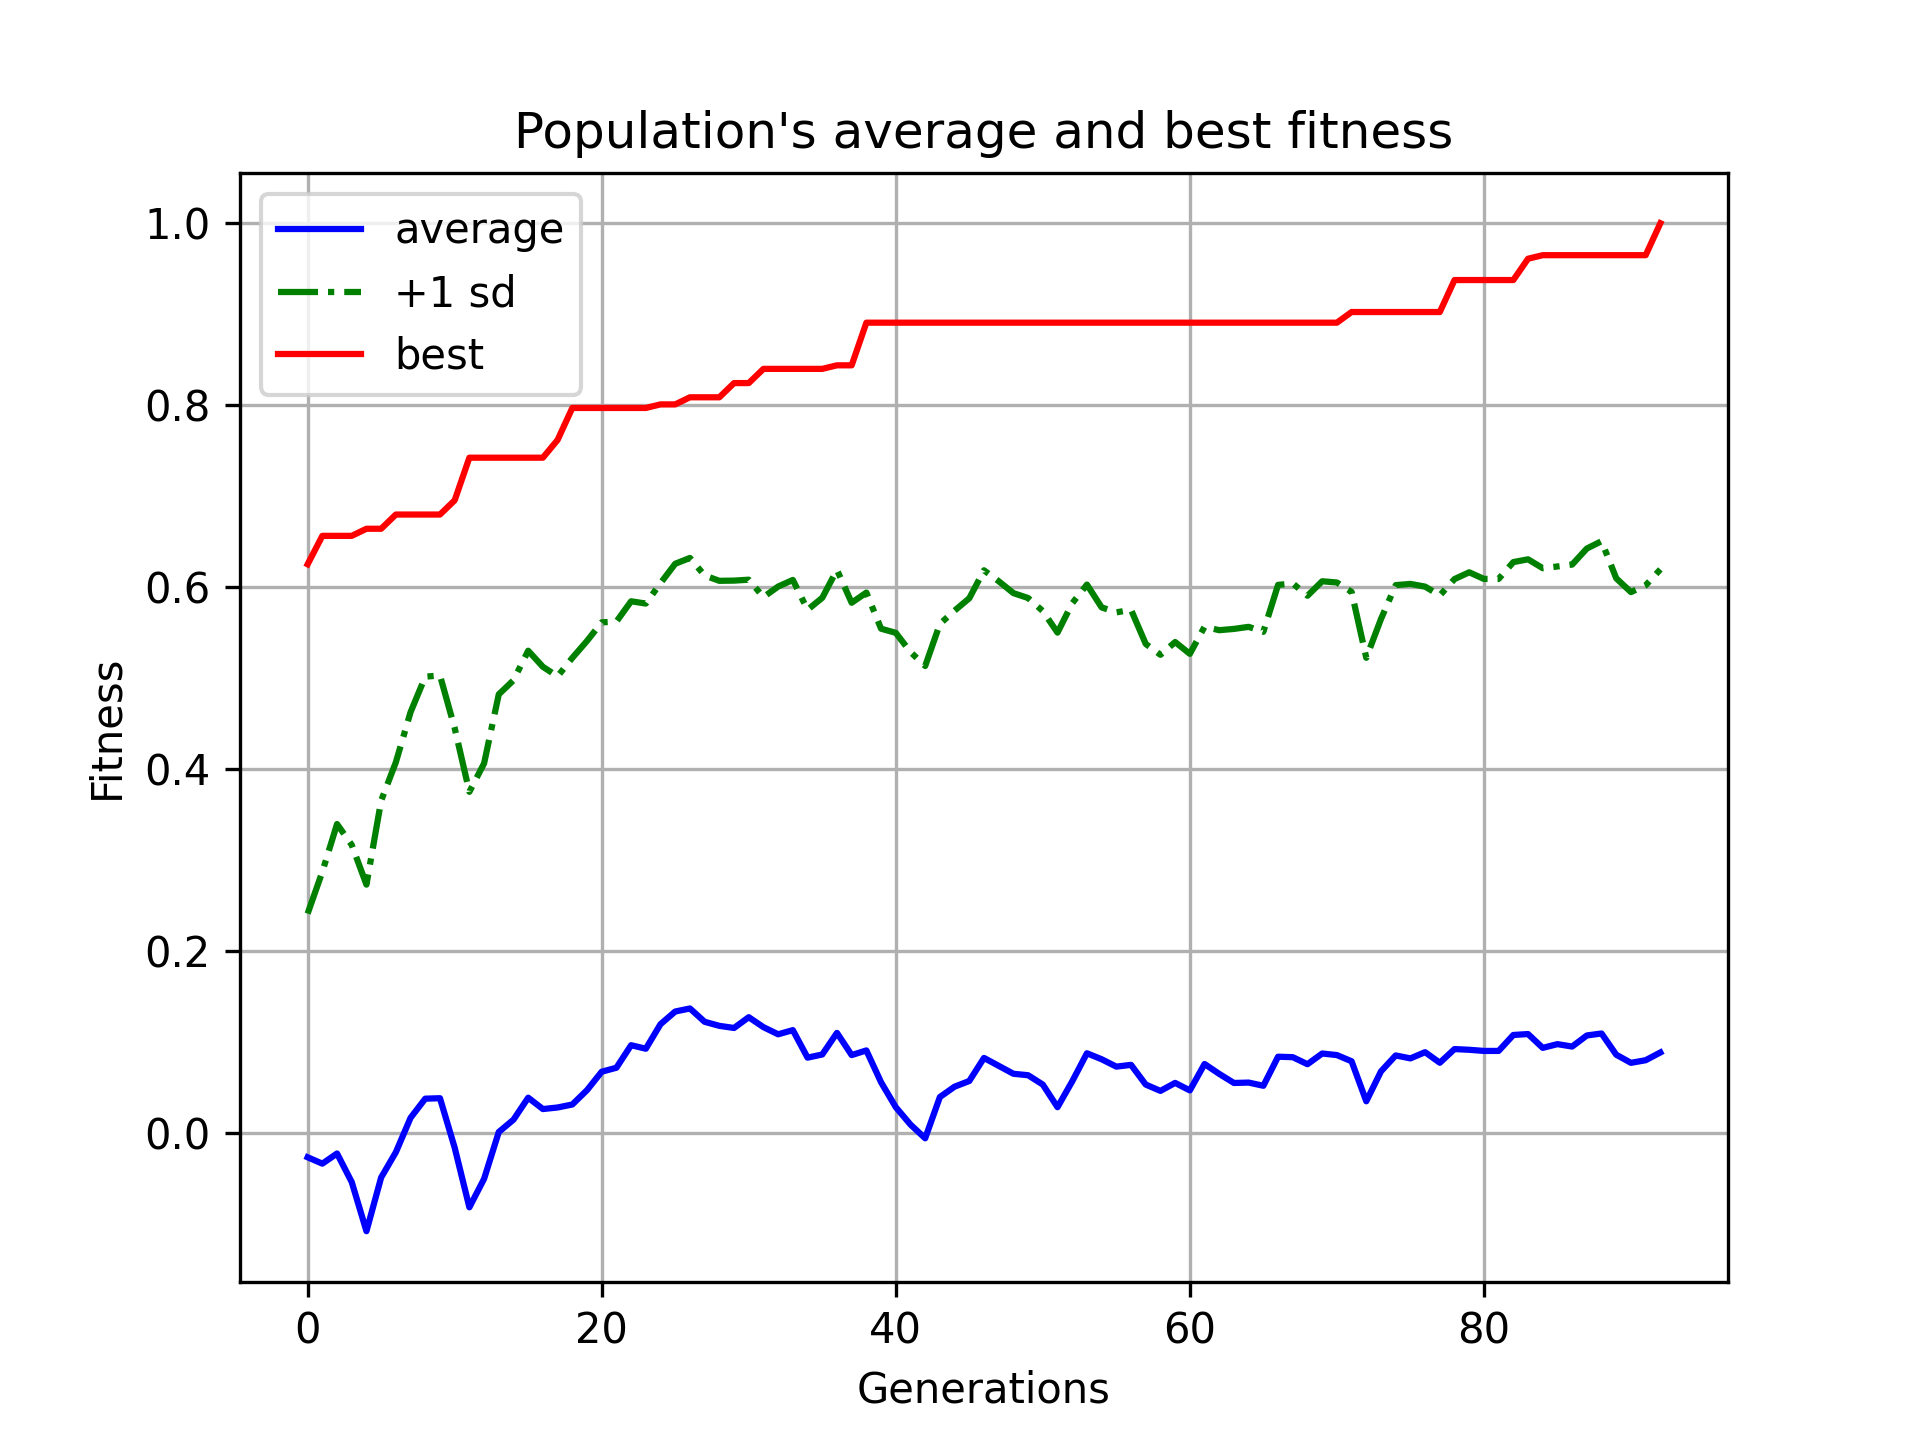 Population's average and best fitness
average
+1 sd
best
1.0
0.8
0.6
0.4
0.2
0.0
Fitness
0 20 40 60 80
Generations